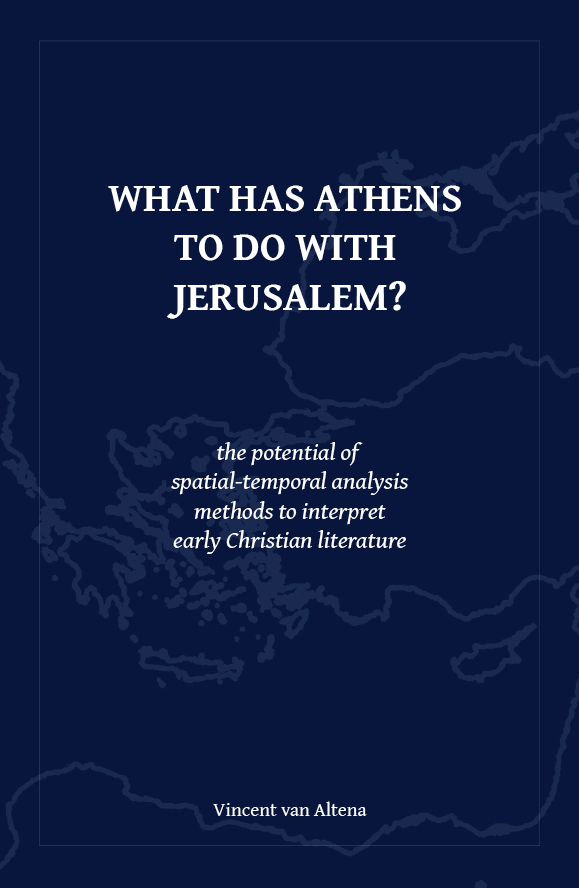 WHAT HAS ATHENS
TO DO WITH
JERUSALEM?
the potential of
spatial-temporal analysis
methods to interpret
early Christian literature
Vincent van Altena